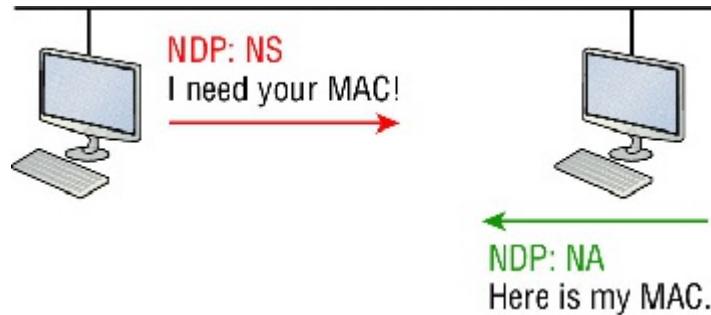 NDP: NS
I need your MAC!
NDP: NA
Here is my MAC.